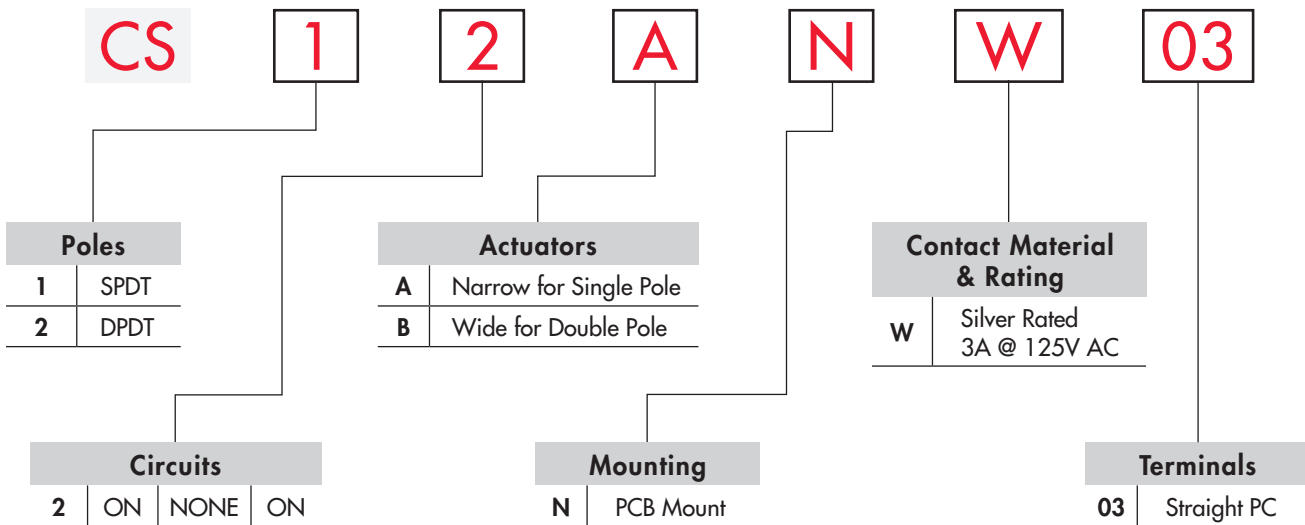 CS 1 2 A N W 03
Poles
1 SPDT
2 DPDT
Actuators
A Narrow for Single Pole
B Wide for Double Pole
Contact Material
& Rating
W Silver Rated
3A @ 125V AC
Circuits
2 ON NONE ON
Mounting
N PCB Mount
Terminals
03 Straight PC